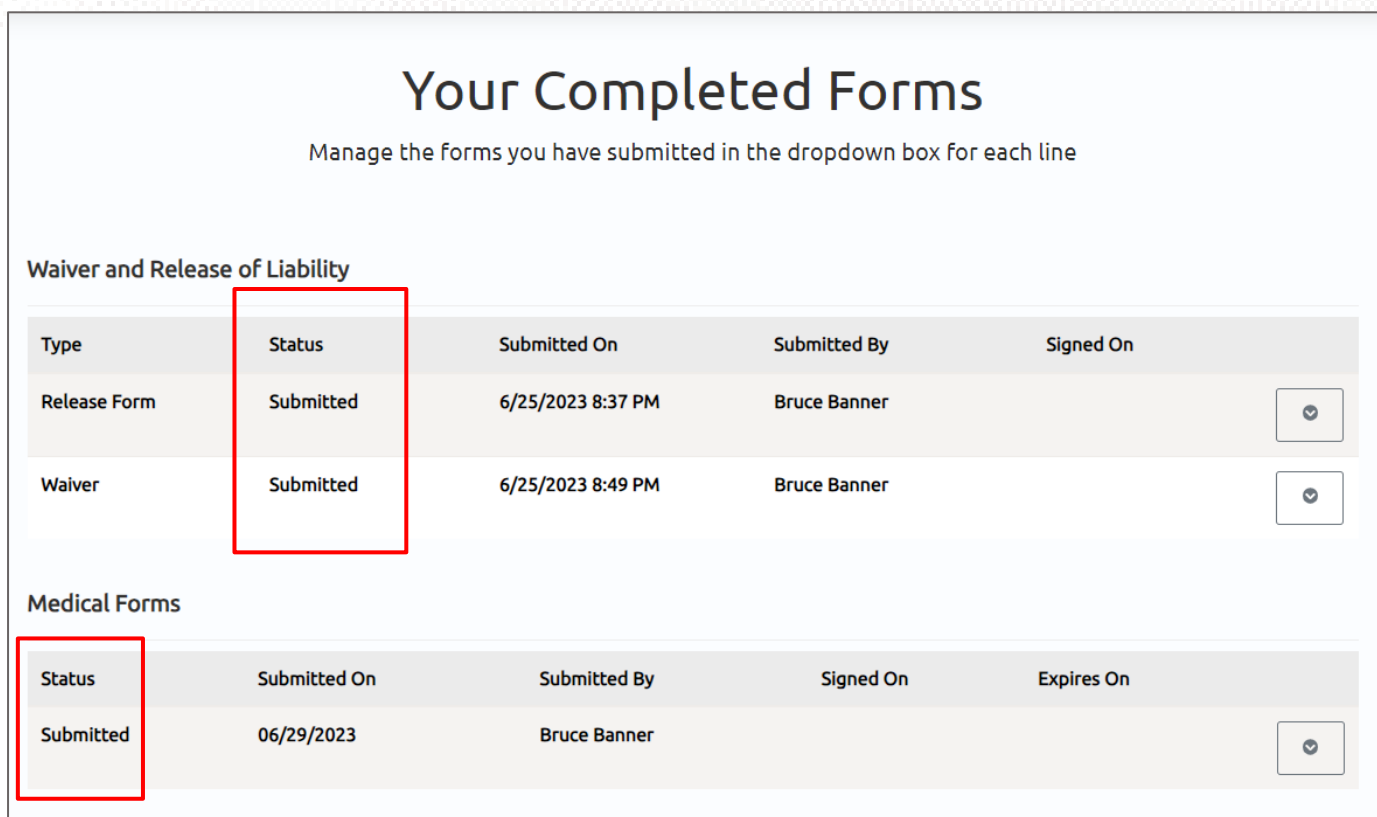 Your Completed Forms
Manage the forms you have submitted in the dropdown box for each line
Waiver and Release of Liability
Type Status Submitted On Submitted By Signed On
Release Form Submitted 6/25/2023 8:37 PM Bruce Banner
Waiver Submitted 6/25/2023 8:49 PM Bruce Banner
Medical Forms
Status Submitted On Submitted By Signed On Expires On
Submitted 06/29/2023 Bruce Banner